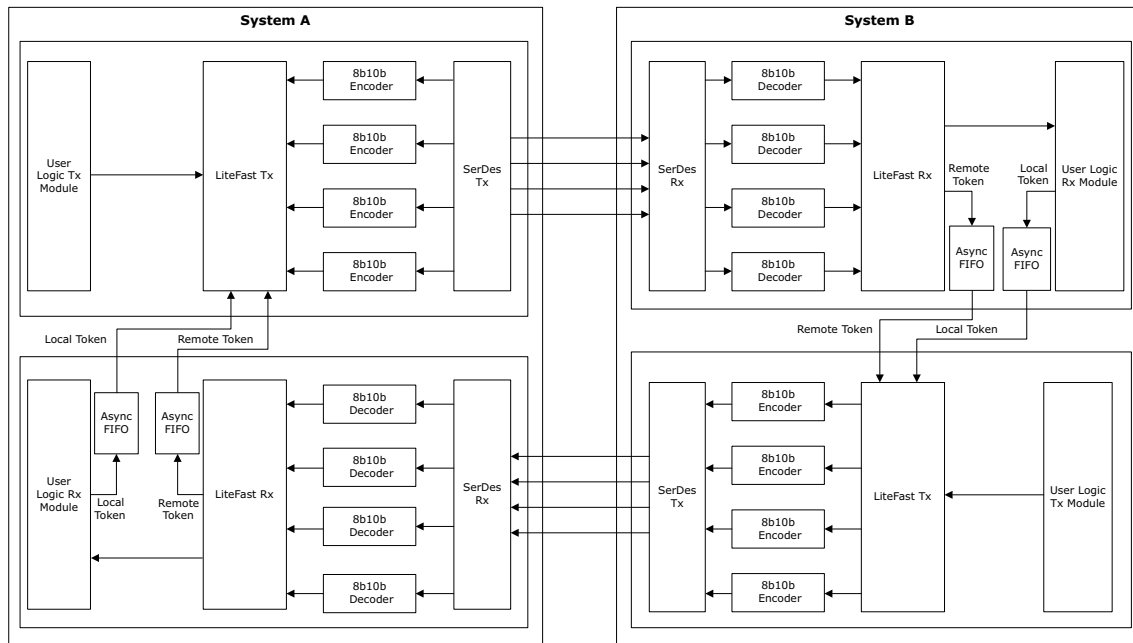 System A
System B
User
Logic Tx
Module
LiteFast Tx
8b10b
Encoder
8b10b
Encoder
8b10b
Encoder
8b10b
Encoder
SerDes
Tx
SerDes
Rx
8b10b
Decoder
8b10b
Decoder
8b10b
Decoder
8b10b
Decoder
LiteFast Rx
Remote
Token
Local
Token
User Logic
Rx Module
Async
FIFO
Async
FIFO
Local Token
Remote Token
Remote Token
Local Token
User
Logic Rx
Module
Async
FIFO
Async
FIFO
Local
Token
Remote
Token
LiteFast Rx
8b10b
Decoder
8b10b
Decoder
8b10b
Decoder
8b10b
Decoder
SerDes
Rx
SerDes
Tx
8b10b
Encoder
8b10b
Encoder
8b10b
Encoder
8b10b
Encoder
LiteFast Tx
User Logic
Tx Module